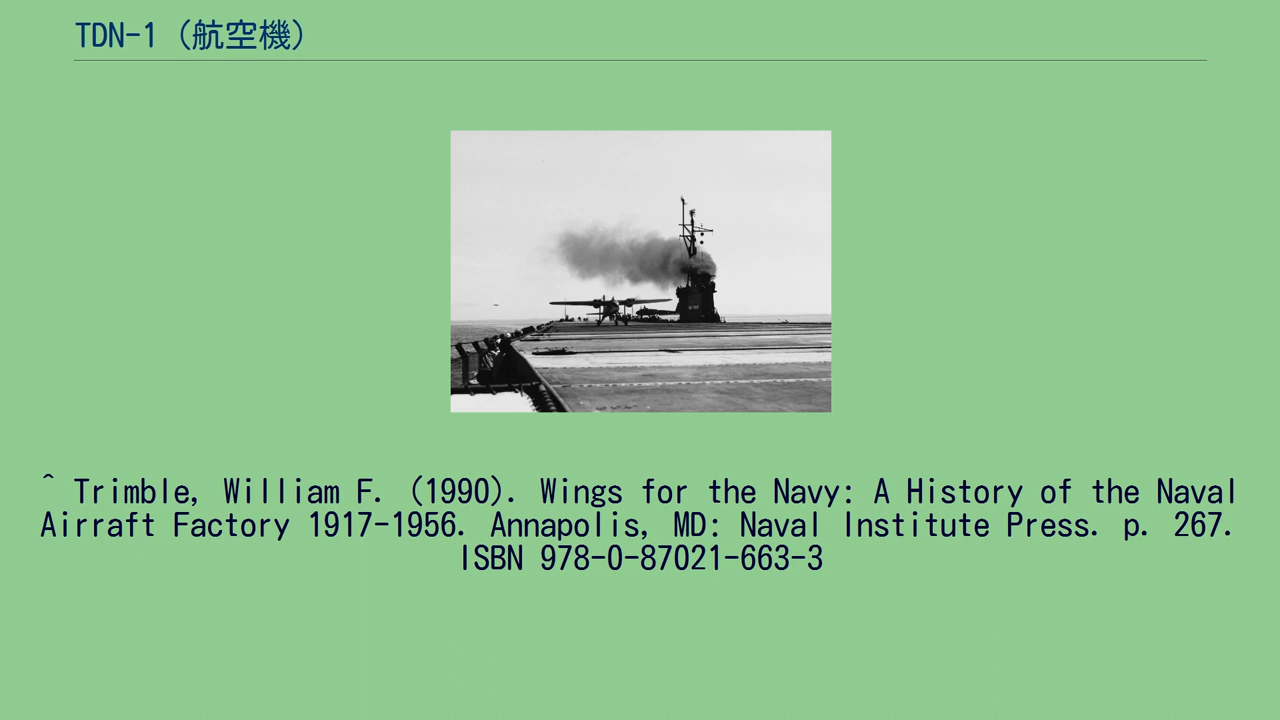 TDN-1 (航空機)
^ Trimble, William F. (1990). Wings for the Navy: A History of the Naval
Airraft Factory 1917-1956. Annapolis, MD: Naval Institute Press. p. 267.
ISBN 978-0-87021-663-3